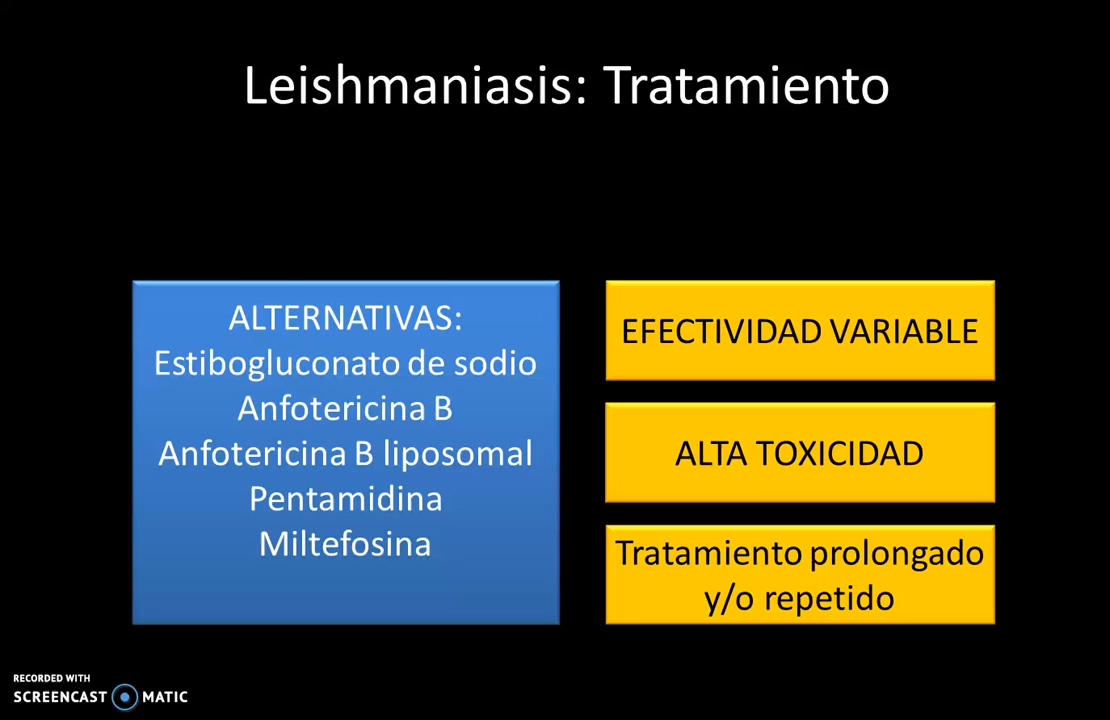 Leishmaniasis: Tratamiento
ALTERNATIVAS:
Estibogluconato de sodio
Anfotericina B
Anfotericina B liposomal
Pentamidina
Miltefosina
EFECTIVIDAD VARIABLE
ALTA TOXICIDAD
Tratamiento prolongado
y/o repetido
RECORDED WITH
SCREENCAST MATIC